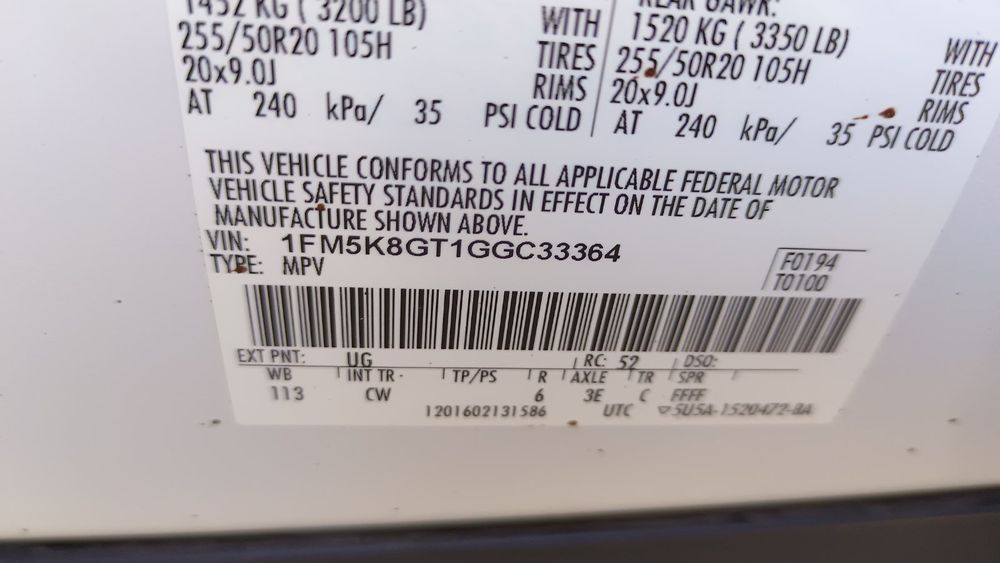 1452 KG ( 3200 LB) WITH
255/50R20 105H TIRES
20x9.0J RIMS
AT 240 kPa/ 35 PSI COLD
REAR GAWR:
1520 KG ( 3350 LB) WITH
255/50R20 105H TIRES
20x9.0J RIMS
AT 240 kPa/ 35 PSI COLD
THIS VEHICLE CONFORMS TO ALL APPLICABLE FEDERAL MOTOR
VEHICLE SAFETY STANDARDS IN EFFECT ON THE DATE OF
MANUFACTURE SHOWN ABOVE.
VIN: 1FM5K8GT1GGC33364
TYPE: MPV
F0194
T0100
EXT PNT: UG RC: 52 DSO:
WB INT TR TP/PS R AXLE TR SPR
113 CW 6 3E C FFFF
1201602131586 UTC ▽5U5A-1520472-BA